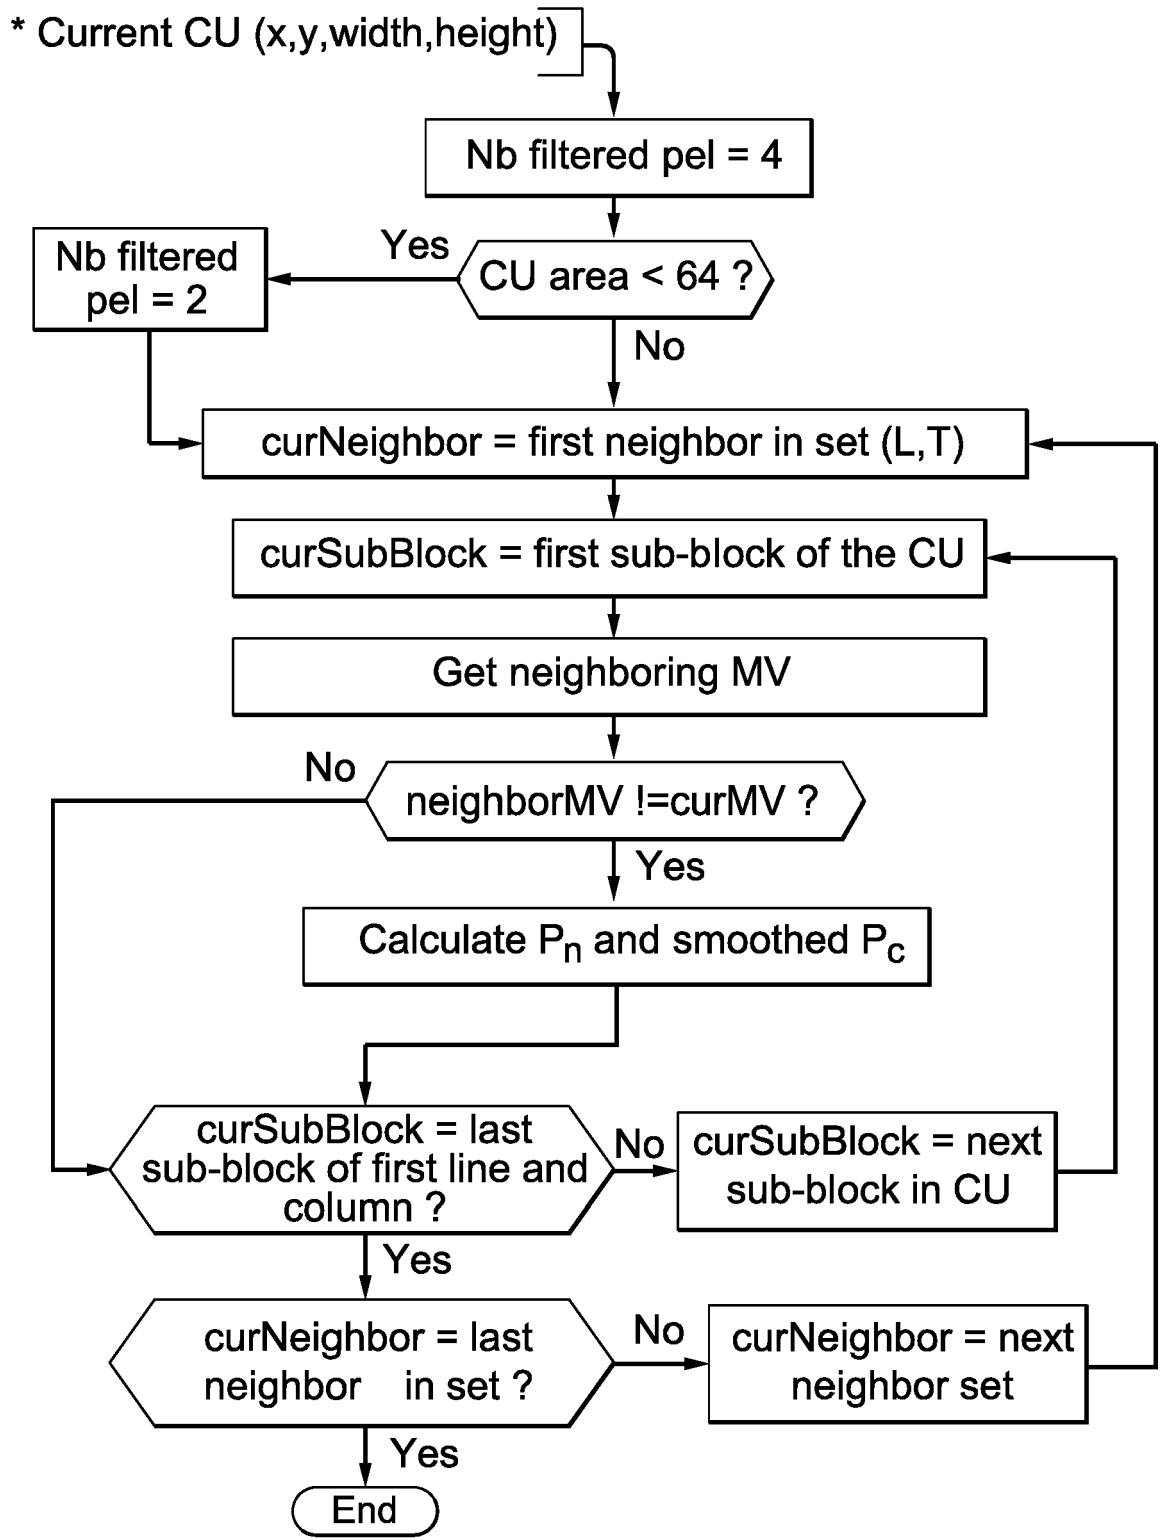 * Current CU (x,y,width,height)
Nb filtered pel = 4
CU area < 64 ?
Yes
Nb filtered
pel = 2
No
curNeighbor = first neighbor in set (L,T)
curSubBlock = first sub-block of the CU
Get neighboring MV
neighborMV !=curMV ?
No
Yes
Calculate Pn and smoothed Pc
curSubBlock = last
sub-block of first line and
column ?
No
curSubBlock = next
sub-block in CU
Yes
curNeighbor = last
neighbor in set ?
No
curNeighbor = next
neighbor set
Yes
End